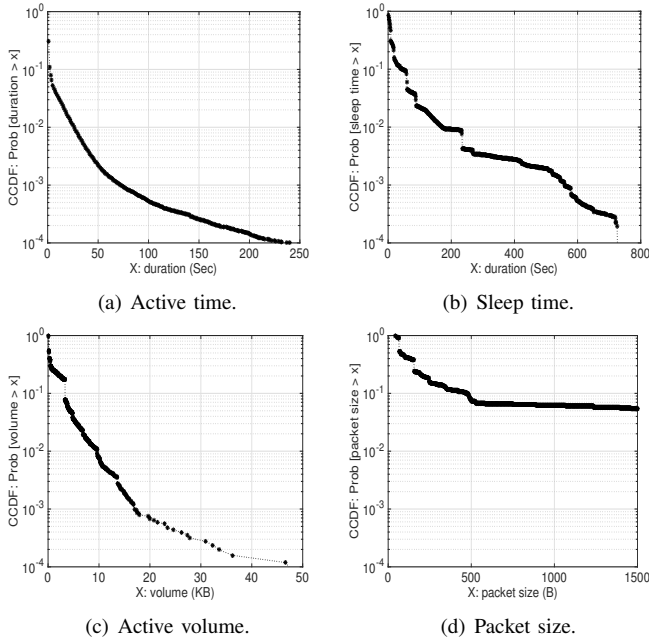 10^0
10^-1
10^-2
10^-3
10^-4
CCDF: Prob [duration > x]
0 50 100 150 200 250
X: duration (Sec)
(a) Active time.
10^0
10^-1
10^-2
10^-3
10^-4
CCDF: Prob [sleep time > x]
0 200 400 600 800
X: duration (Sec)
(b) Sleep time.
10^0
10^-1
10^-2
10^-3
10^-4
CCDF: Prob [volume > x]
0 10 20 30 40 50
X: volume (KB)
(c) Active volume.
10^0
10^-1
10^-2
10^-3
10^-4
CCDF: Prob [packet size > x]
0 500 1000 1500
X: packet size (B)
(d) Packet size.